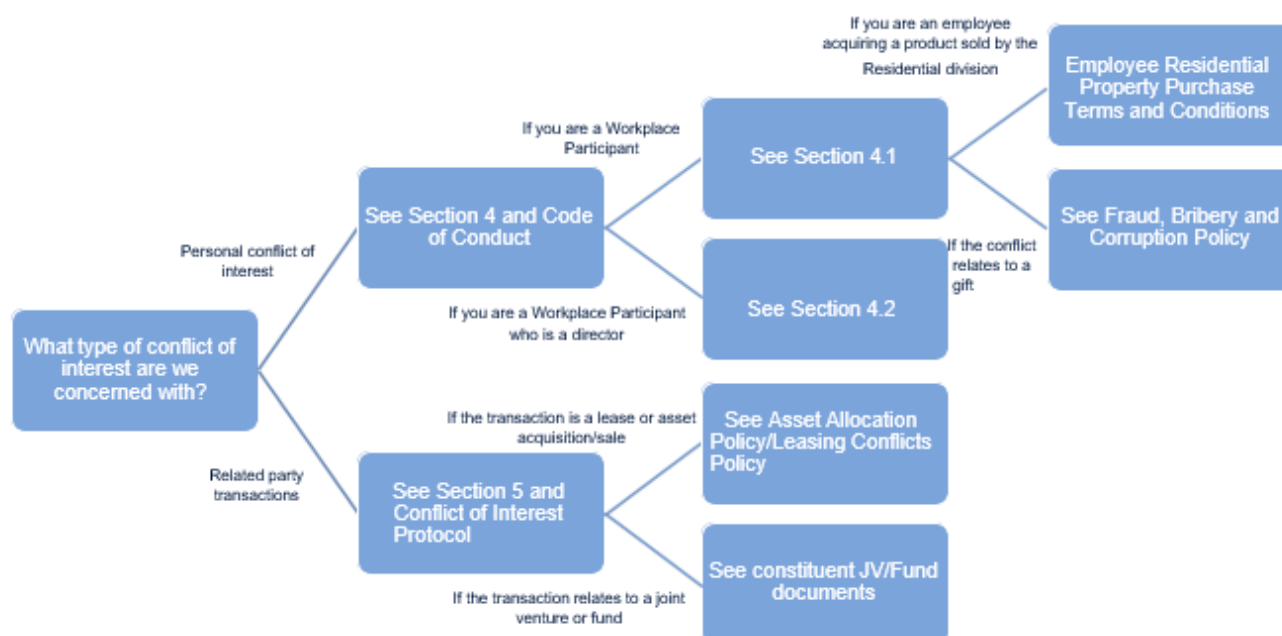 If you are an employee
acquiring a product sold by the
Residential division
Employee Residential
Property Purchase
Terms and Conditions
If you are a Workplace
Participant
See Section 4.1
See Section 4 and Code
of Conduct
See Fraud, Bribery and
Corruption Policy
Personal conflict of
interest
If the conflict
relates to a
gift
If you are a Workplace Participant
who is a director
See Section 4.2
What type of conflict of
interest are we
concerned with?
If the transaction is a lease or asset
acquisition/sale
See Asset Allocation
Policy/Leasing Conflicts
Policy
Related party
transactions
See Section 5 and
Conflict of Interest
Protocol
If the transaction relates to a joint
venture or fund
See constituent JV/Fund
documents